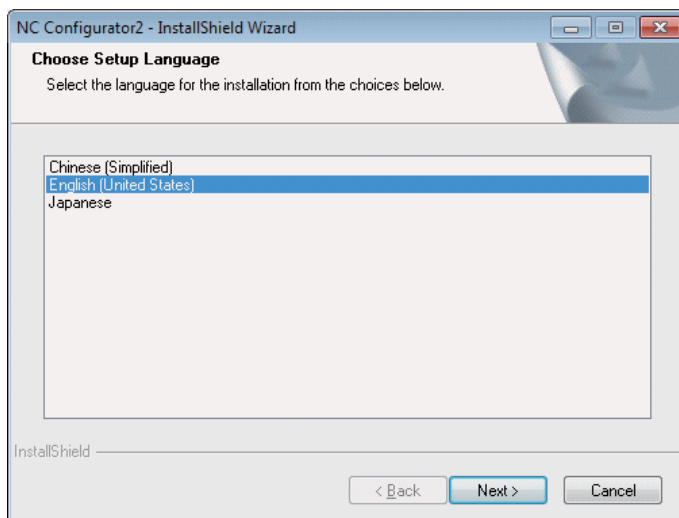 NC Configurator2 - InstallShield Wizard
Choose Setup Language
Select the language for the installation from the choices below.
Chinese (Simplified)
English (United States)
Japanese
InstallShield
< Back
Next >
Cancel